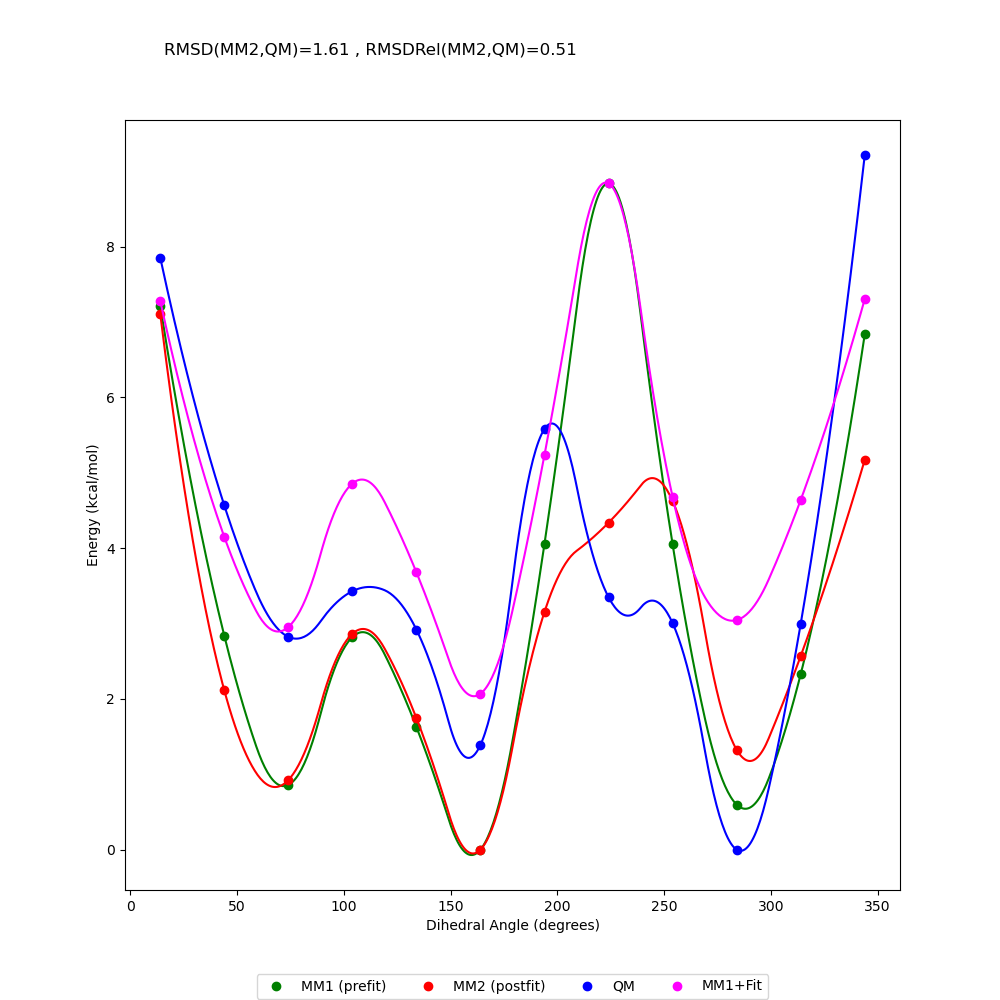 RMSD(MM2,QM)=1.61 , RMSDRel(MM2,QM)=0.51
8
6
4
2
0
Energy (kcal/mol)
0 50 100 150 200 250 300 350
Dihedral Angle (degrees)
MM1 (prefit) MM2 (postfit) QM MM1+Fit